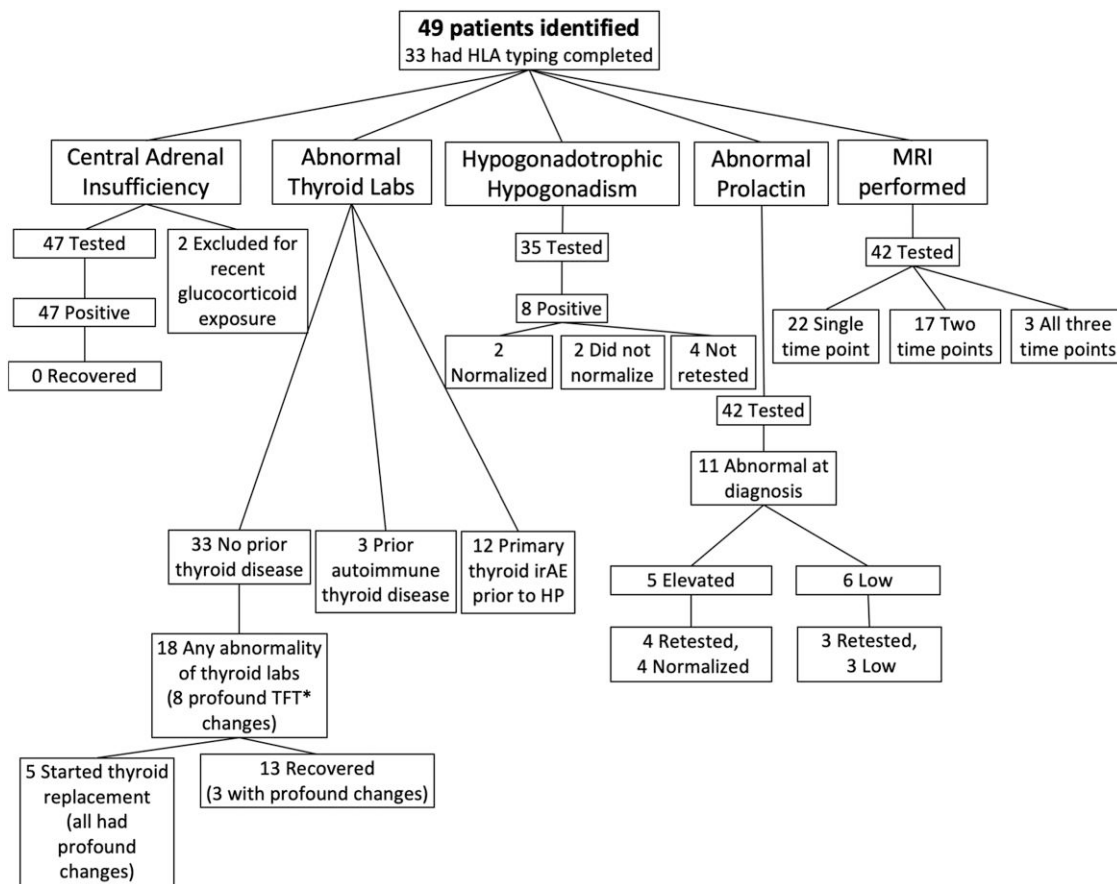 49 patients identified
33 had HLA typing completed
Central Adrenal
Insufficiency
Abnormal
Thyroid Labs
Hypogonadotrophic
Hypogonadism
Abnormal
Prolactin
MRI
performed
47 Tested
2 Excluded for
recent
glucocorticoid
exposure
47 Positive
0 Recovered
35 Tested
8 Positive
2
Normalized
2 Did not
normalize
4 Not
retested
42 Tested
22 Single
time point
17 Two
time points
3 All three
time points
42 Tested
11 Abnormal at
diagnosis
5 Elevated
6 Low
4 Retested,
4 Normalized
3 Retested,
3 Low
33 No prior
thyroid disease
3 Prior
autoimmune
thyroid disease
12 Primary
thyroid irAE
prior to HP
18 Any abnormality
of thyroid labs
(8 profound TFT*
changes)
5 Started thyroid
replacement
(all had
profound
changes)
13 Recovered
(3 with profound changes)